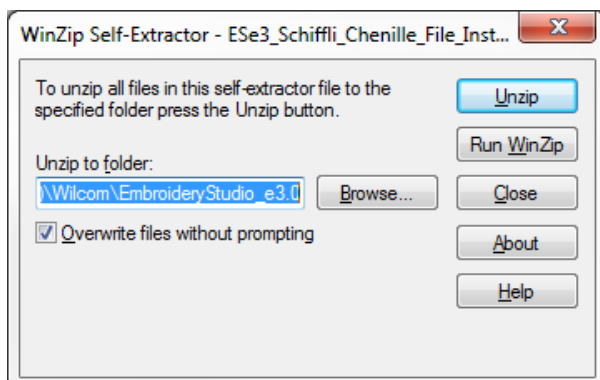 WinZip Self-Extractor - ESe3_Schiffli_Chenille_File_Inst...
To unzip all files in this self-extractor file to the
specified folder press the Unzip button.
Unzip to folder:
)\Wilcom\EmbroideryStudio_e3.0
Browse...
Overwrite files without prompting
Unzip
Run WinZip
Close
About
Help